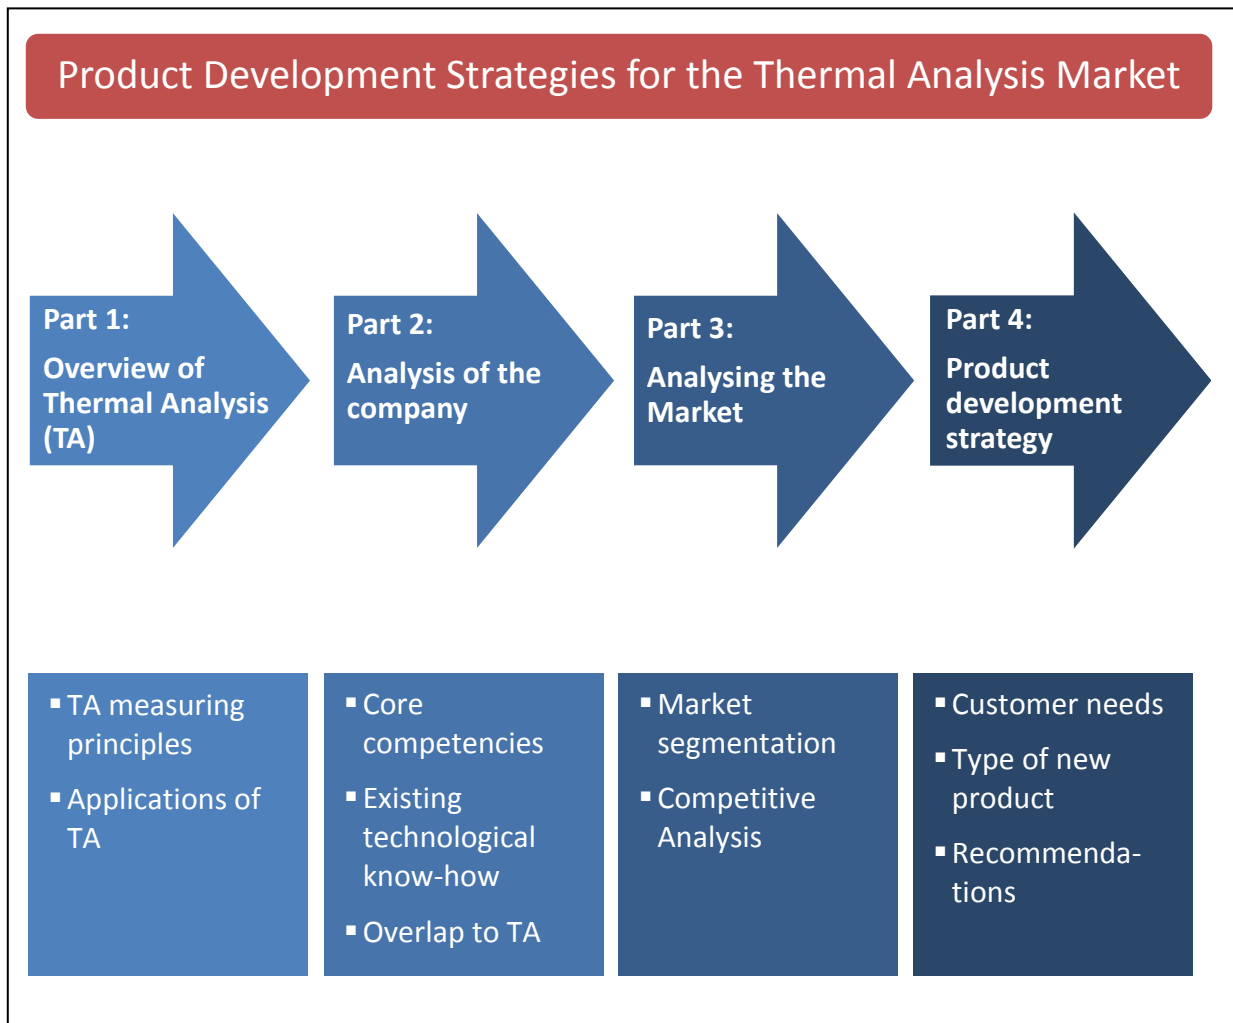 Product Development Strategies for the Thermal Analysis Market
Part 1:
Overview of
Thermal Analysis
(TA)
Part 2:
Analysis of the
company
Part 3:
Analysing the
Market
Part 4:
Product
development
strategy
▪ TA measuring
principles
▪ Applications of
TA
▪ Core
competencies
▪ Existing
technological
know-how
▪ Overlap to TA
▪ Market
segmentation
▪ Competitive
Analysis
▪ Customer needs
▪ Type of new
product
▪ Recommenda-
tions